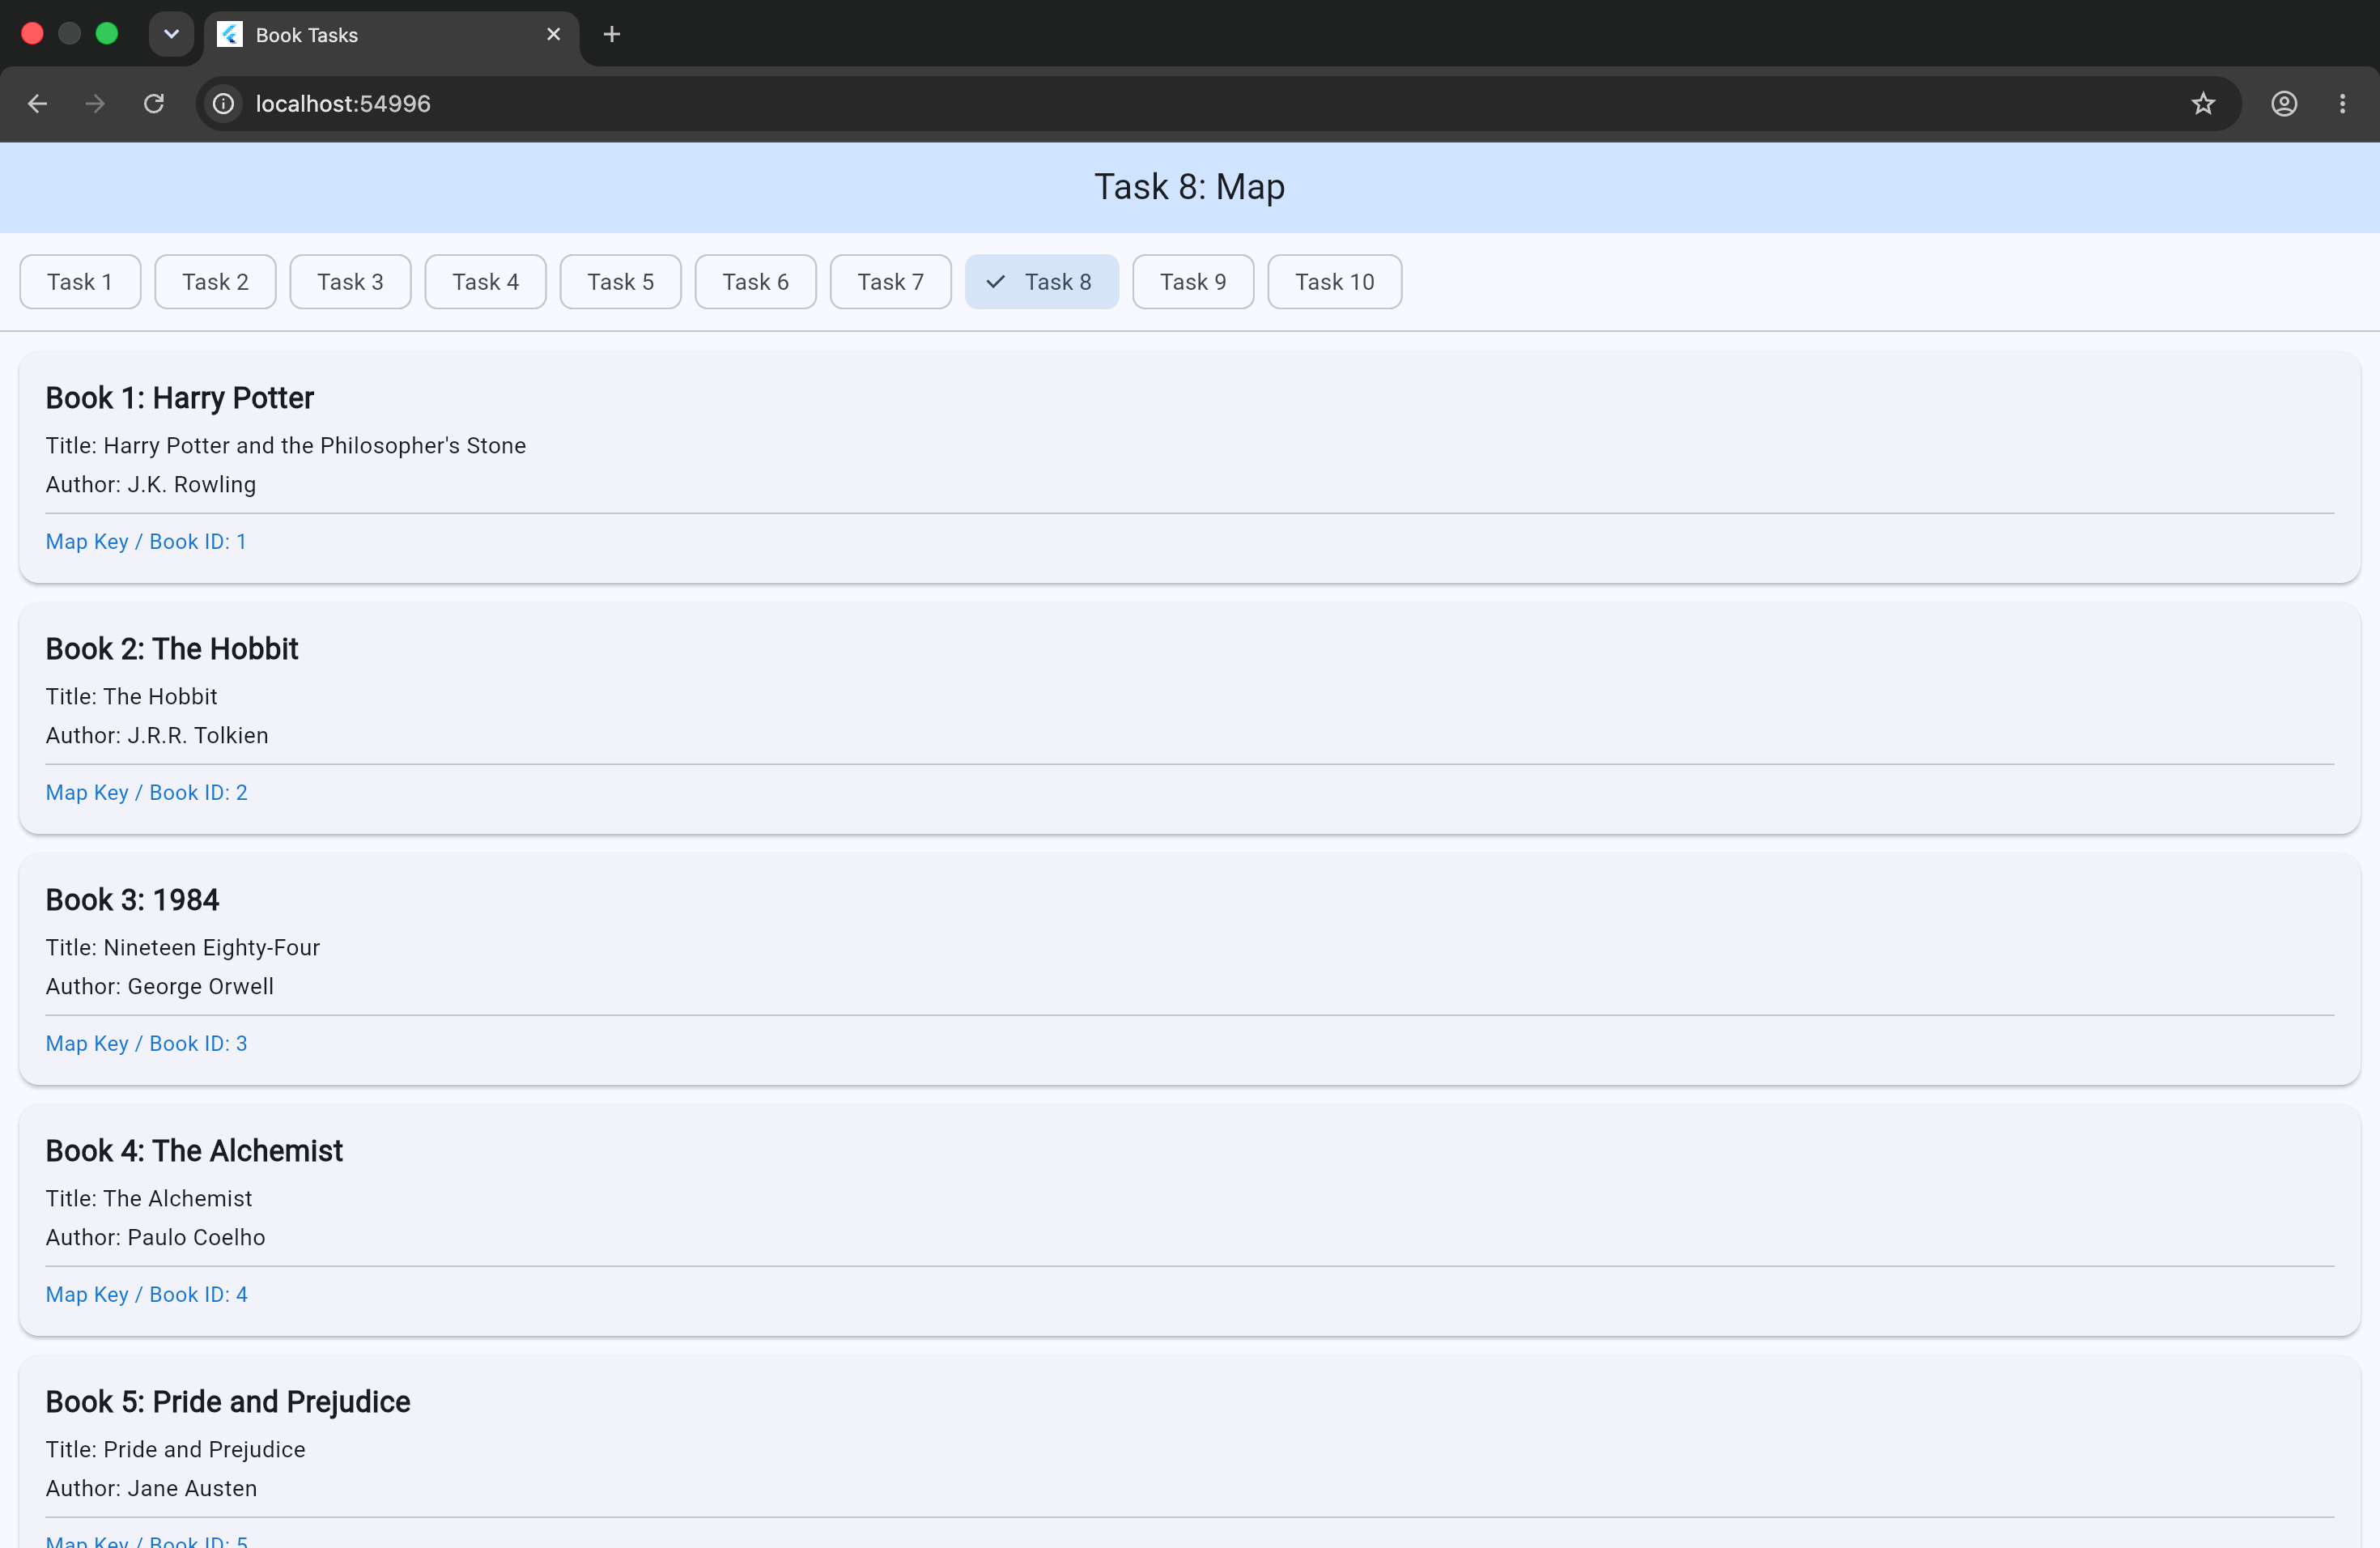 Book Tasks
localhost:54996
Task 8: Map
Task 1 Task 2 Task 3 Task 4 Task 5 Task 6 Task 7 Task 8 Task 9 Task 10
Book 1: Harry Potter
Title: Harry Potter and the Philosopher's Stone
Author: J.K. Rowling
Map Key / Book ID: 1
Book 2: The Hobbit
Title: The Hobbit
Author: J.R.R. Tolkien
Map Key / Book ID: 2
Book 3: 1984
Title: Nineteen Eighty-Four
Author: George Orwell
Map Key / Book ID: 3
Book 4: The Alchemist
Title: The Alchemist
Author: Paulo Coelho
Map Key / Book ID: 4
Book 5: Pride and Prejudice
Title: Pride and Prejudice
Author: Jane Austen
Map Key / Book ID: 5